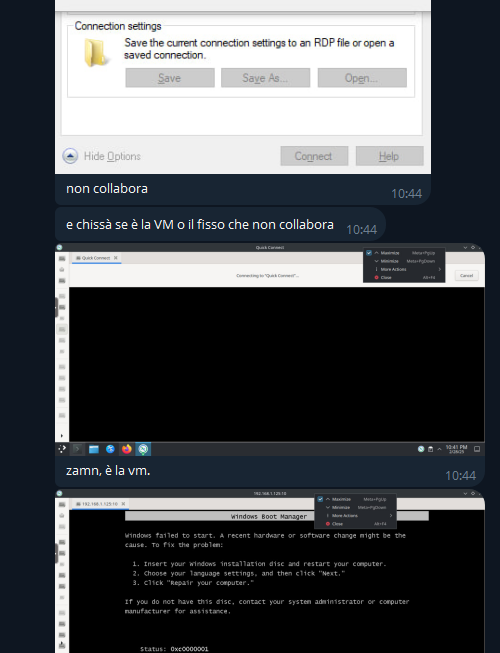 Connection settings
Save the current connection settings to an RDP file or open a
saved connection.
Save
Save As...
Open...
Hide Options
Connect
Help
non collabora
10:44
e chissà se è la VM o il fisso che non collabora
10:44
Quick Connect
Quick Connect
Maximize Meta+PgUp
Minimize Meta+PgDown
More Actions
Close Alt+F4
Connecting to "Quick Connect"...
Cancel
10:41 PM
zamn, è la vm.
10:44
192.168.1.129:10
192.168.1.129:10
Maximize Meta+PgUp
Minimize Meta+PgDown
More Actions
Close Alt+F4
Windows Boot Manager
Windows failed to start. A recent hardware or software change might be the
cause. To fix the problem:
1. Insert your Windows installation disc and restart your computer.
2. Choose your language settings, and then click "Next."
3. Click "Repair your computer."
If you do not have this disc, contact your system administrator or computer
manufacturer for assistance.
Status: 0xc0000001